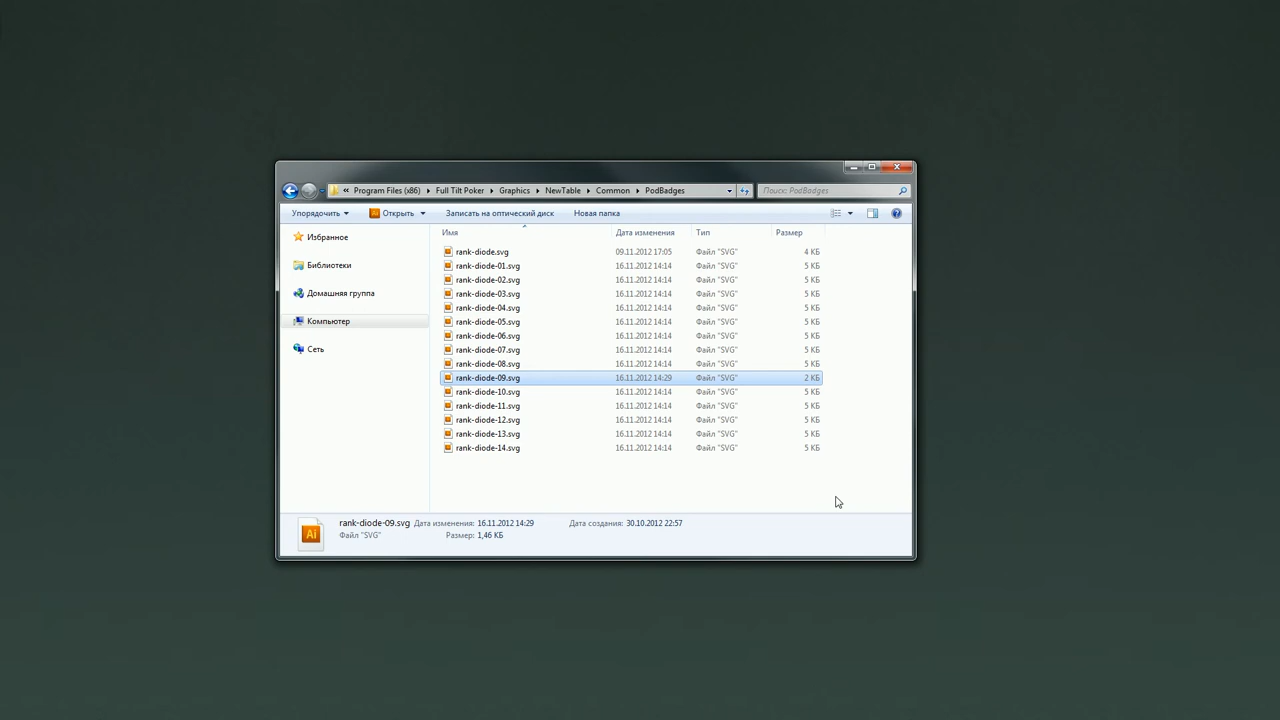 « Program Files (x86) Full Tilt Poker Graphics NewTable Common PodBadges Поиск: PodBadges
Упорядочить Открыть Записать на оптический диск Новая папка
Избранное
Библиотеки
Домашняя группа
Компьютер
Сеть
Имя Дата изменения Тип Размер
rank-diode.svg 09.11.2012 17:05 Файл "SVG" 4 КБ
rank-diode-01.svg 16.11.2012 14:14 Файл "SVG" 5 КБ
rank-diode-02.svg 16.11.2012 14:14 Файл "SVG" 5 КБ
rank-diode-03.svg 16.11.2012 14:14 Файл "SVG" 5 КБ
rank-diode-04.svg 16.11.2012 14:14 Файл "SVG" 5 КБ
rank-diode-05.svg 16.11.2012 14:14 Файл "SVG" 5 КБ
rank-diode-06.svg 16.11.2012 14:14 Файл "SVG" 5 КБ
rank-diode-07.svg 16.11.2012 14:14 Файл "SVG" 5 КБ
rank-diode-08.svg 16.11.2012 14:14 Файл "SVG" 5 КБ
rank-diode-09.svg 16.11.2012 14:29 Файл "SVG" 2 КБ
rank-diode-10.svg 16.11.2012 14:14 Файл "SVG" 5 КБ
rank-diode-11.svg 16.11.2012 14:14 Файл "SVG" 5 КБ
rank-diode-12.svg 16.11.2012 14:14 Файл "SVG" 5 КБ
rank-diode-13.svg 16.11.2012 14:14 Файл "SVG" 5 КБ
rank-diode-14.svg 16.11.2012 14:14 Файл "SVG" 5 КБ
Ai
rank-diode-09.svg Дата изменения: 16.11.2012 14:29 Дата создания: 30.10.2012 22:57
Файл "SVG" Размер: 1,46 КБ